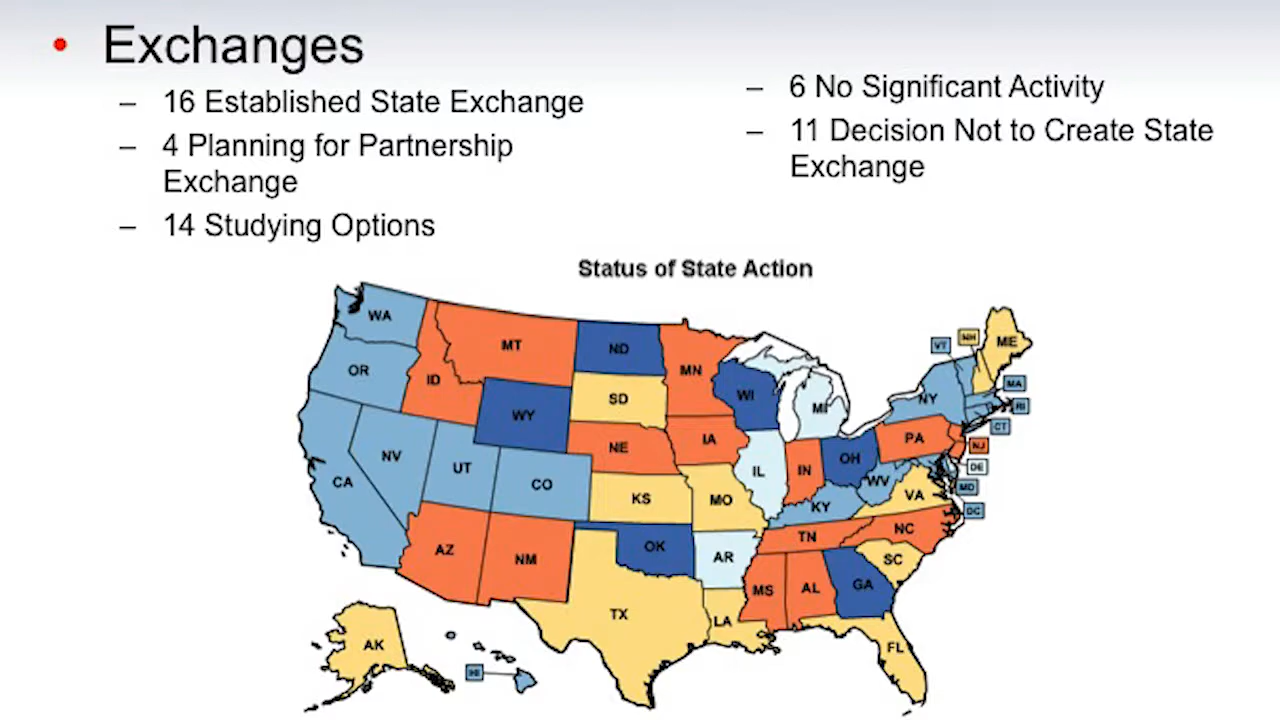 • Exchanges
– 16 Established State Exchange
– 4 Planning for Partnership
Exchange
– 14 Studying Options
– 6 No Significant Activity
– 11 Decision Not to Create State
Exchange
Status of State Action
WA
OR
CA
NV
ID
MT
WY
UT
CO
AZ
NM
ND
SD
NE
KS
OK
TX
MN
IA
MO
AR
LA
WI
IL
MI
IN
OH
KY
TN
MS
AL
GA
FL
SC
NC
VA
WV
PA
NY
VT
NH
ME
MA
RI
CT
NJ
DE
MD
DC
AK
HI